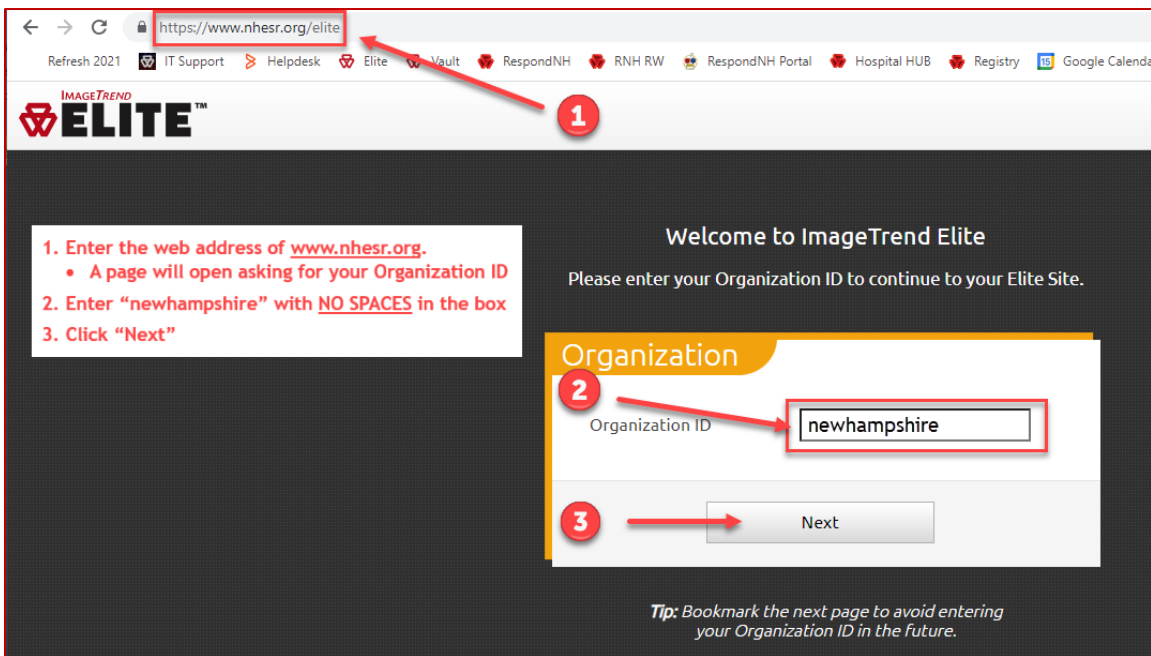 https://www.nhesr.org/elite
Refresh 2021 IT Support Helpdesk Elite Vault RespondNH RNH RW RespondNH Portal Hospital HUB Registry 15 Google Calenda
IMAGETREND
ELITE™
1
1. Enter the web address of www.nhesr.org.
• A page will open asking for your Organization ID
2. Enter “newhampshire” with NO SPACES in the box
3. Click “Next”
Welcome to ImageTrend Elite
Please enter your Organization ID to continue to your Elite Site.
Organization
2
Organization ID newhampshire
3
Next
Tip: Bookmark the next page to avoid entering
your Organization ID in the future.